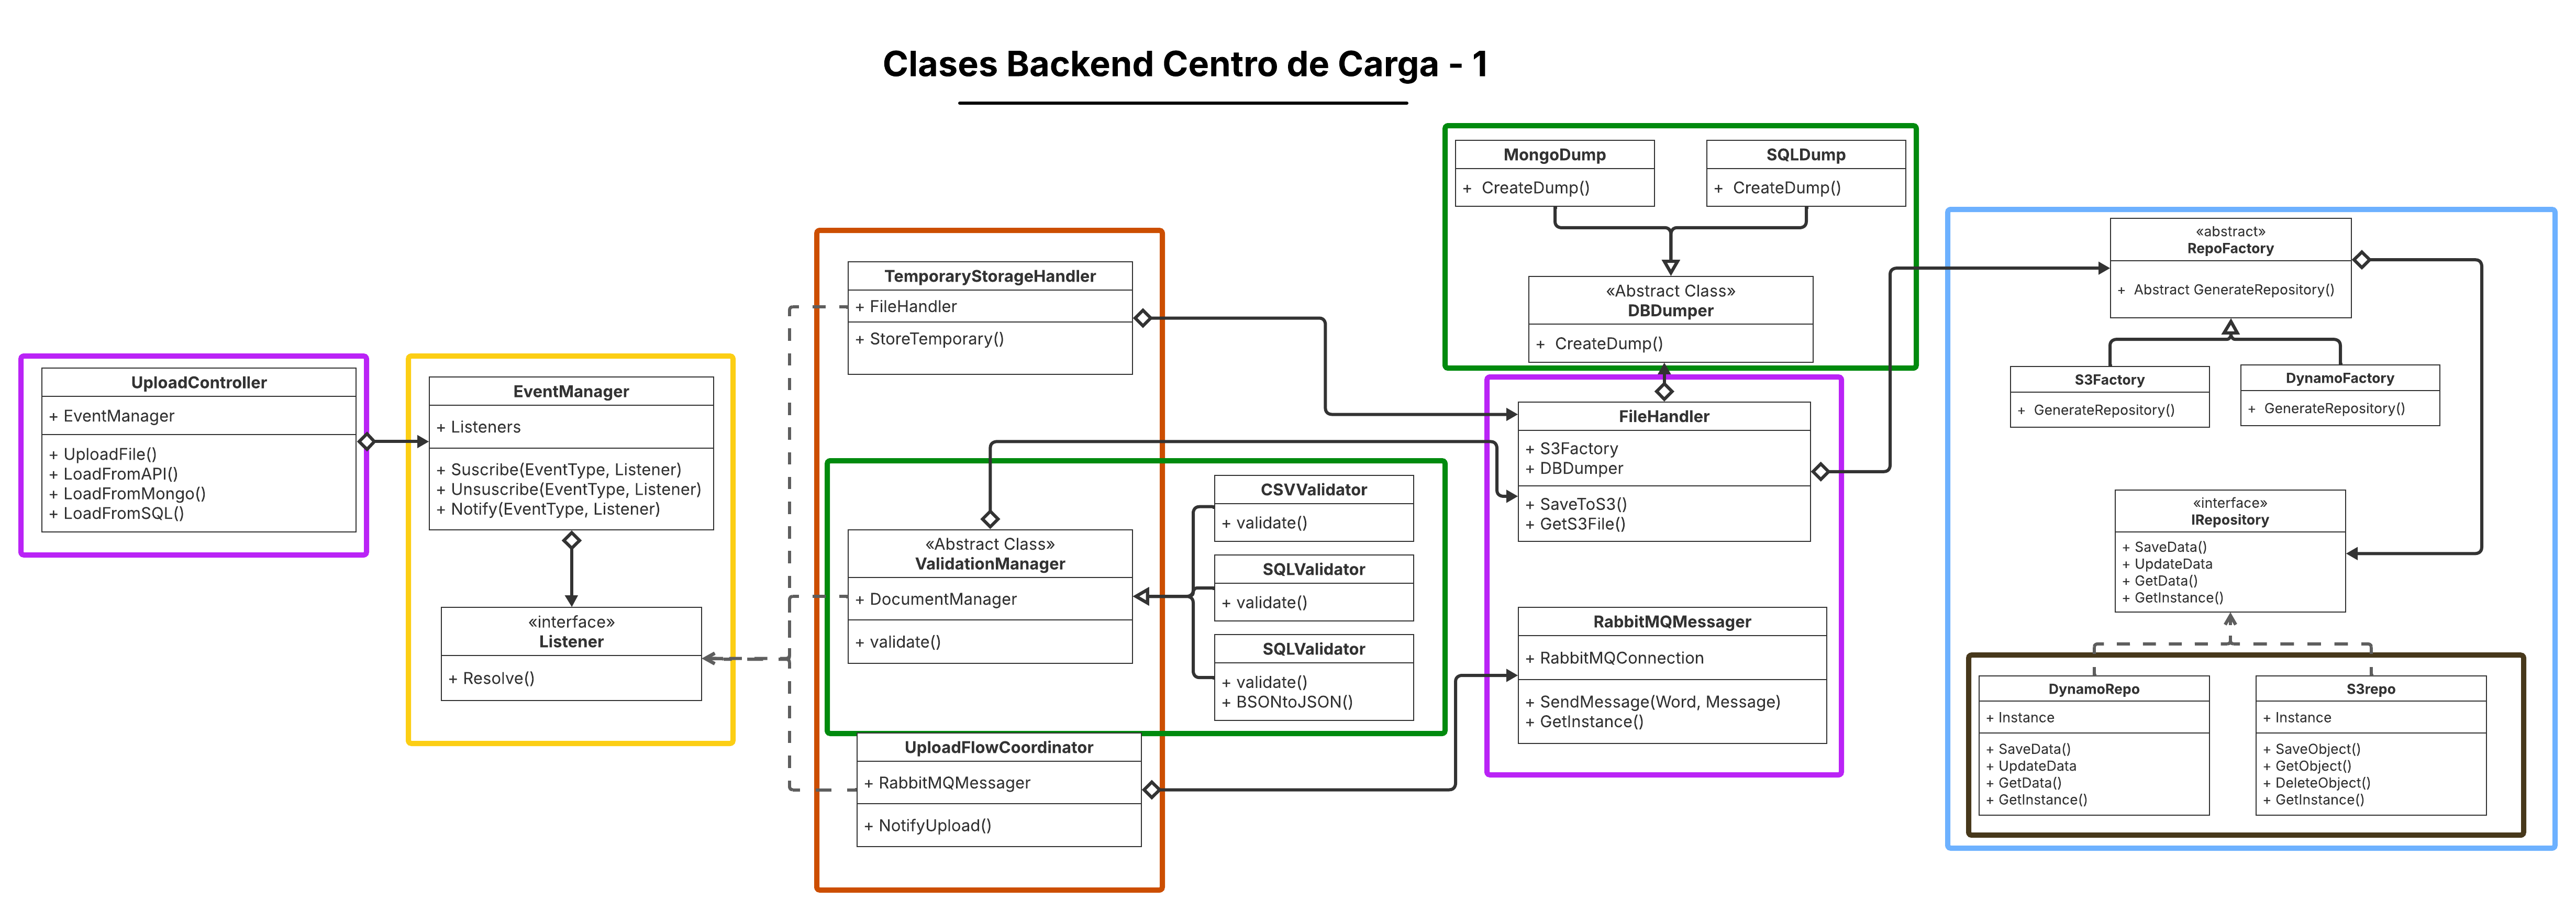 Clases Backend Centro de Carga - 1
UploadController
+ EventManager
+ UploadFile()
+ LoadFromAPI()
+ LoadFromMongo()
+ LoadFromSQL()
EventManager
+ Listeners
+ Suscribe(EventType, Listener)
+ Unsuscribe(EventType, Listener)
+ Notify(EventType, Listener)
«interface»
Listener
+ Resolve()
TemporaryStorageHandler
+ FileHandler
+ StoreTemporary()
«Abstract Class»
ValidationManager
+ DocumentManager
+ validate()
CSVValidator
+ validate()
SQLValidator
+ validate()
SQLValidator
+ validate()
+ BSONtoJSON()
UploadFlowCoordinator
+ RabbitMQMessager
+ NotifyUpload()
MongoDump
+ CreateDump()
SQLDump
+ CreateDump()
«Abstract Class»
DBDumper
+ CreateDump()
FileHandler
+ S3Factory
+ DBDumper
+ SaveToS3()
+ GetS3File()
RabbitMQMessager
+ RabbitMQConnection
+ SendMessage(Word, Message)
+ GetInstance()
«abstract»
RepoFactory
+ Abstract GenerateRepository()
S3Factory
+ GenerateRepository()
DynamoFactory
+ GenerateRepository()
«interface»
IRepository
+ SaveData()
+ UpdateData
+ GetData()
+ GetInstance()
DynamoRepo
+ Instance
+ SaveData()
+ UpdateData
+ GetData()
+ GetInstance()
S3repo
+ Instance
+ SaveObject()
+ GetObject()
+ DeleteObject()
+ GetInstance()